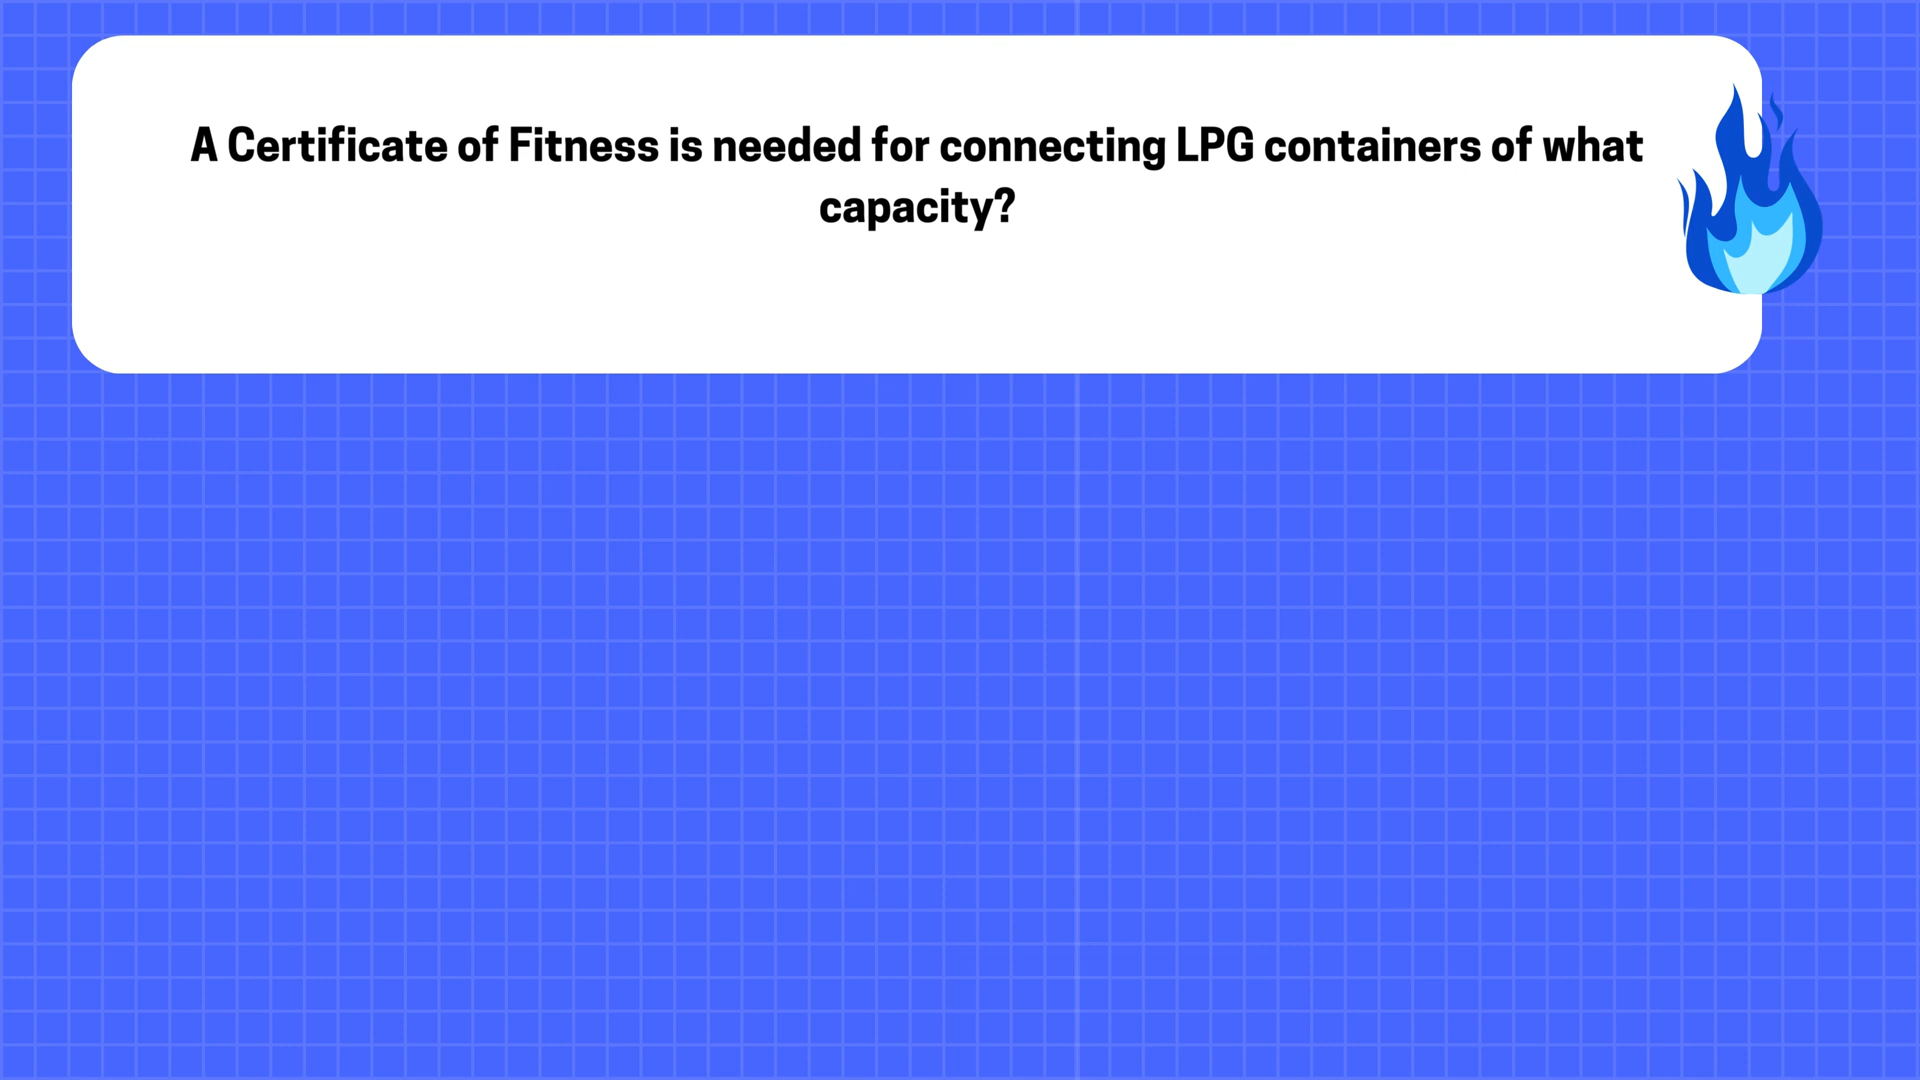 A Certificate of Fitness is needed for connecting LPG containers of what
capacity?